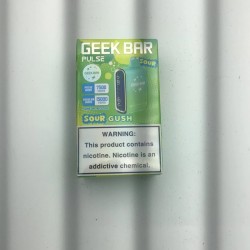 GEEK BAR
PULSE
SOUR
SOUR GUSH
WARNING:
This product contains
nicotine. Nicotine is an
addictive chemical.